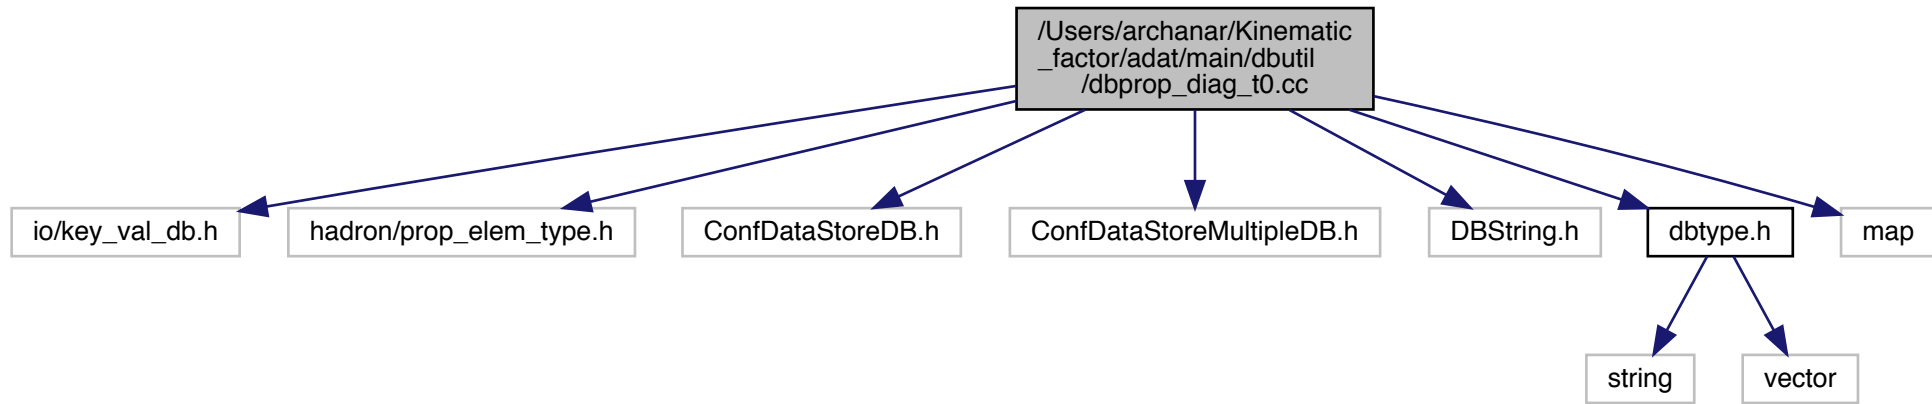 /Users/archanar/Kinematic
_factor/adat/main/dbutil
/dbprop_diag_t0.cc
io/key_val_db.h
hadron/prop_elem_type.h
ConfDataStoreDB.h
ConfDataStoreMultipleDB.h
DBString.h
dbtype.h
map
string
vector